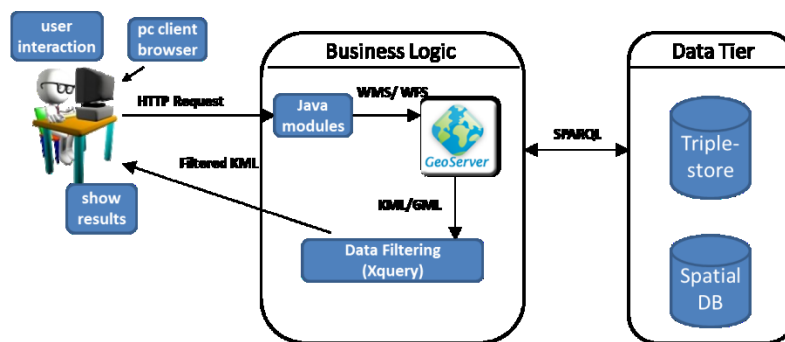 user
interaction
pc client
browser
Business Logic
Data Tier
HTTP Request
Java
modules
WMS/ WFS
GeoServer
SPARQL
Triple-
store
Filtered KML
KML/GML
show
results
Data Filtering
(Xquery)
Spatial
DB